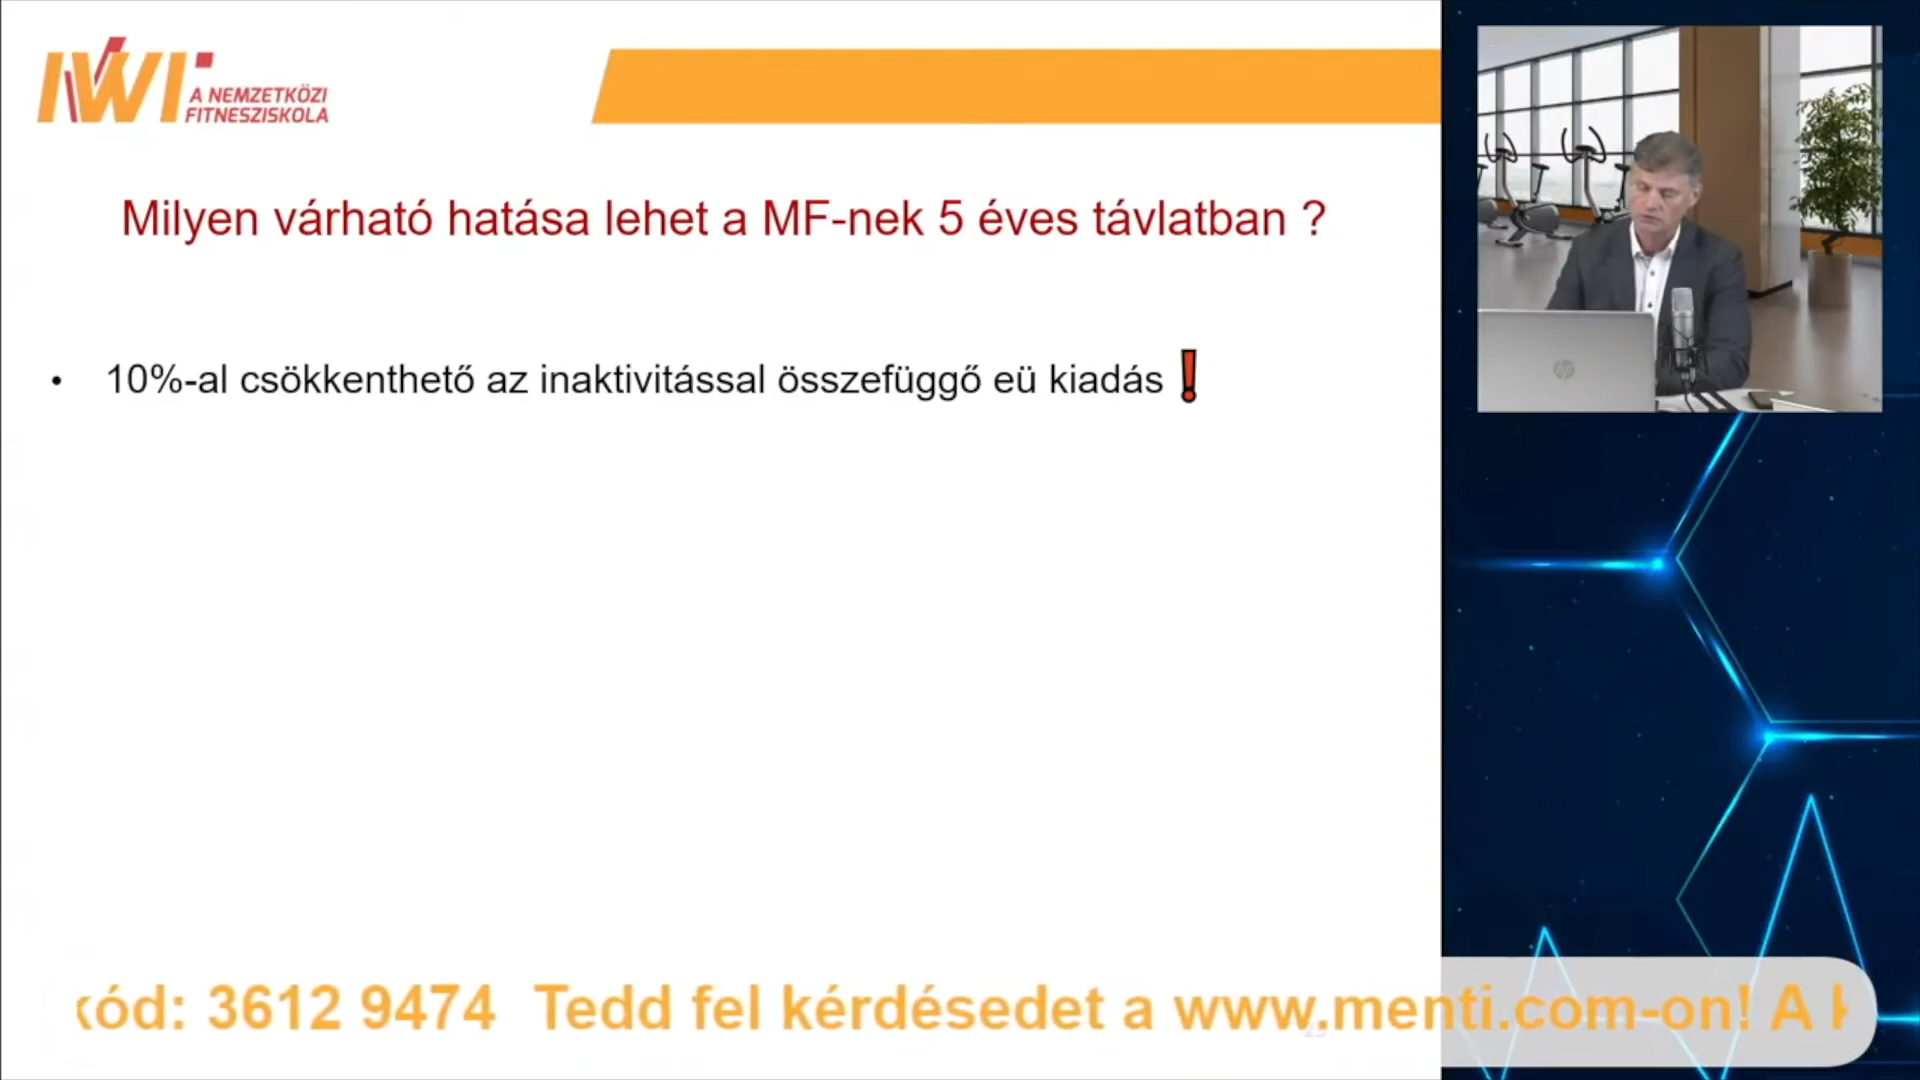 IWI
A NEMZETKÖZI
FITNESZISKOLA
Milyen várható hatása lehet a MF-nek 5 éves távlatban ?
• 10%-al csökkenthető az inaktivitással összefüggő eü kiadás❗
kód: 3612 9474 Tedd fel kérdésedet a www.menti.com-on! A
hp